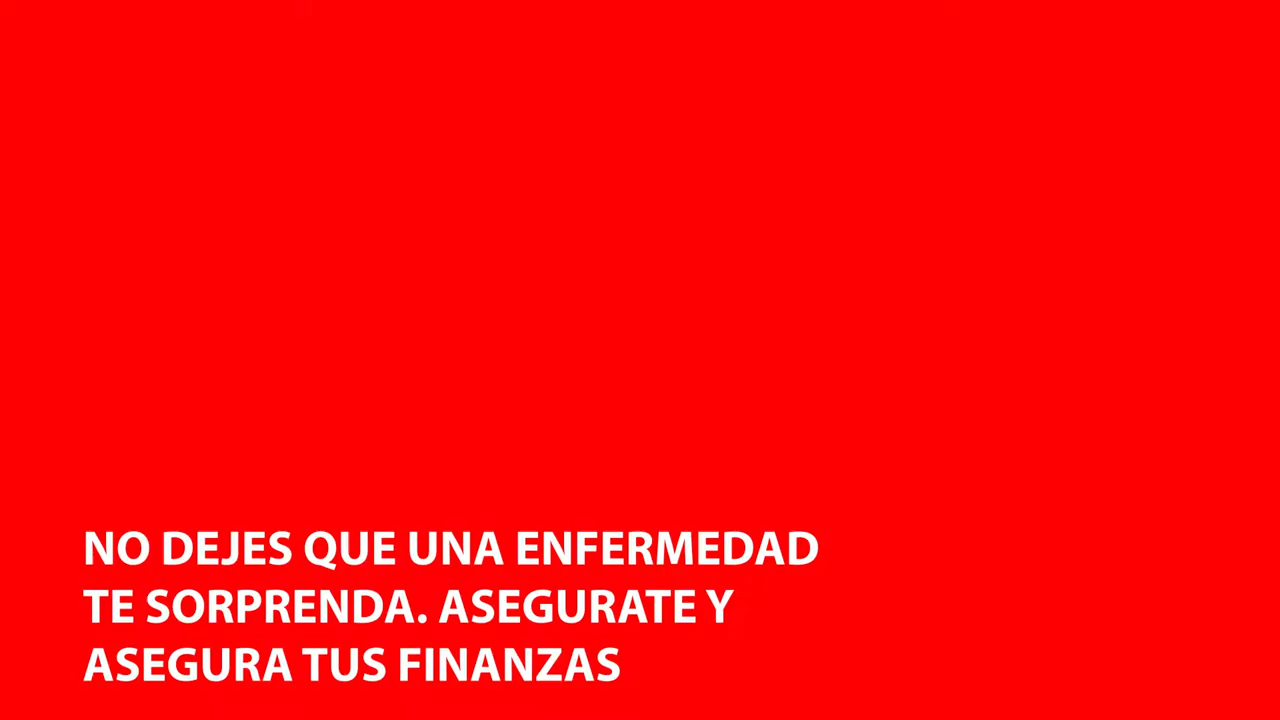 NO DEJES QUE UNA ENFERMEDAD
TE SORPRENDA. ASEGURATE Y
ASEGURA TUS FINANZAS